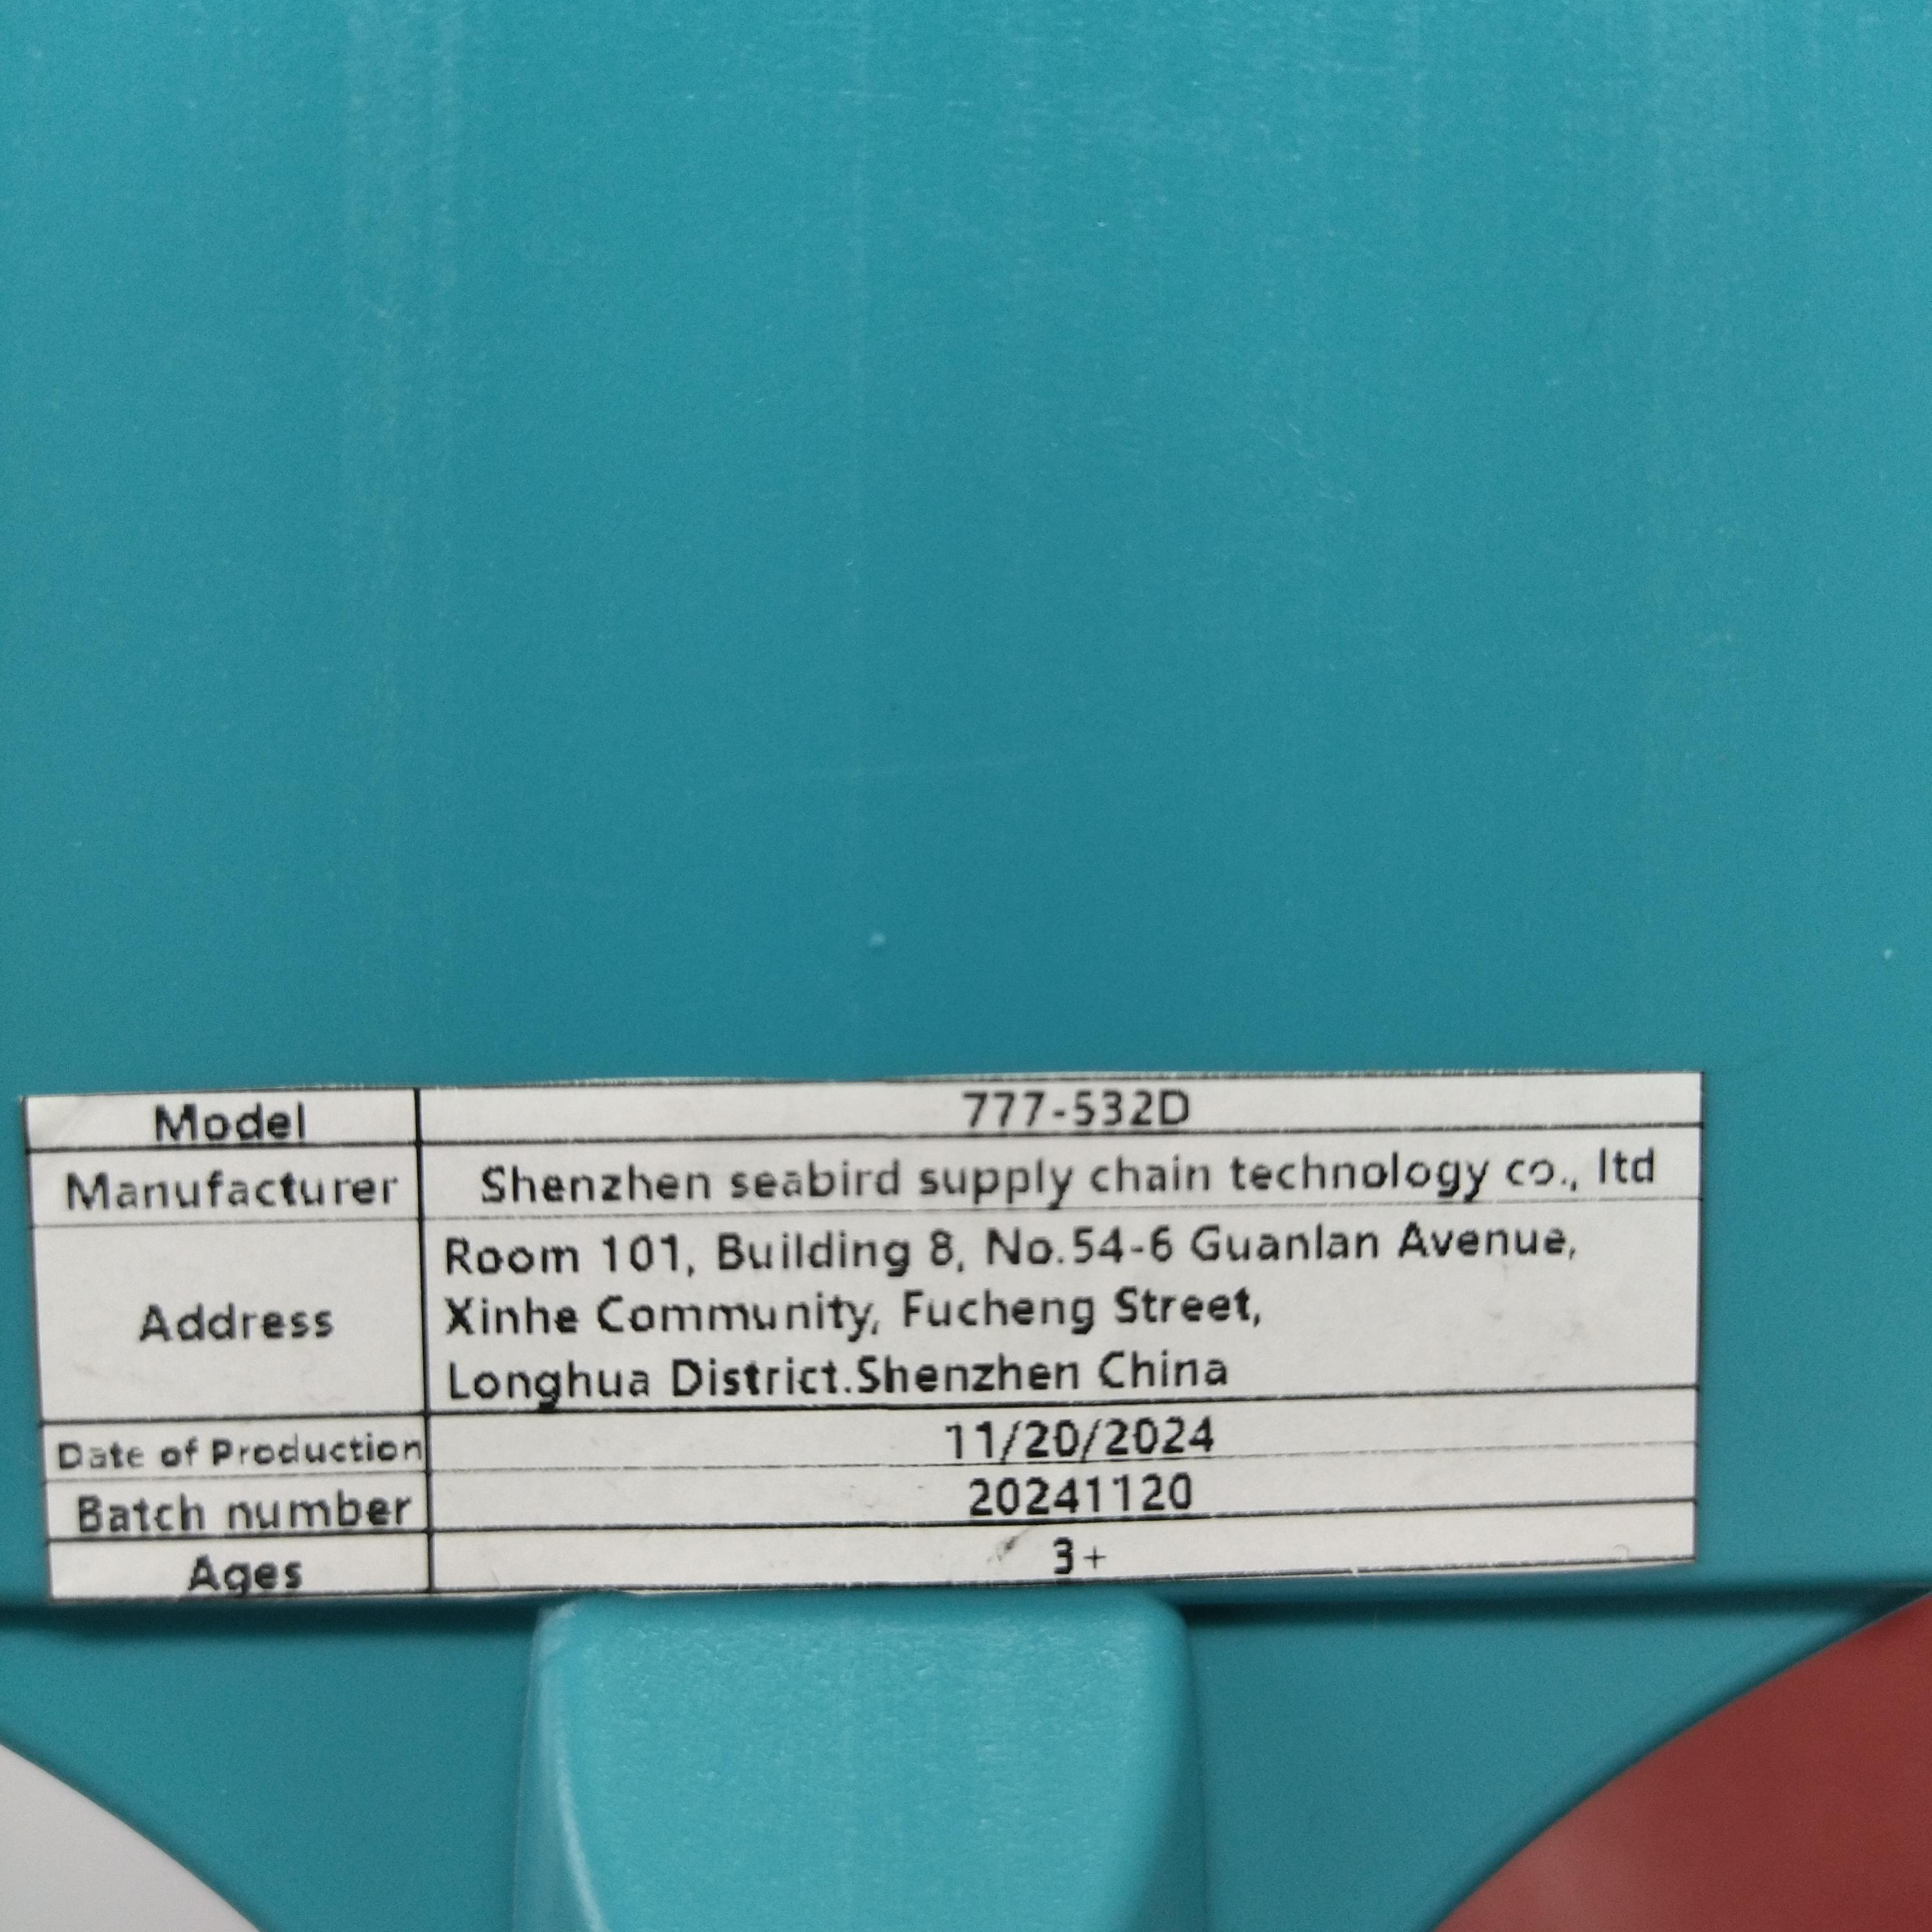 Model 777-532D
Manufacturer Shenzhen seabird supply chain technology co., ltd
Address Room 101, Building 8, No.54-6 Guanlan Avenue,
Xinhe Community, Fucheng Street,
Longhua District.Shenzhen China
Date of Production 11/20/2024
Batch number 20241120
Ages 3+